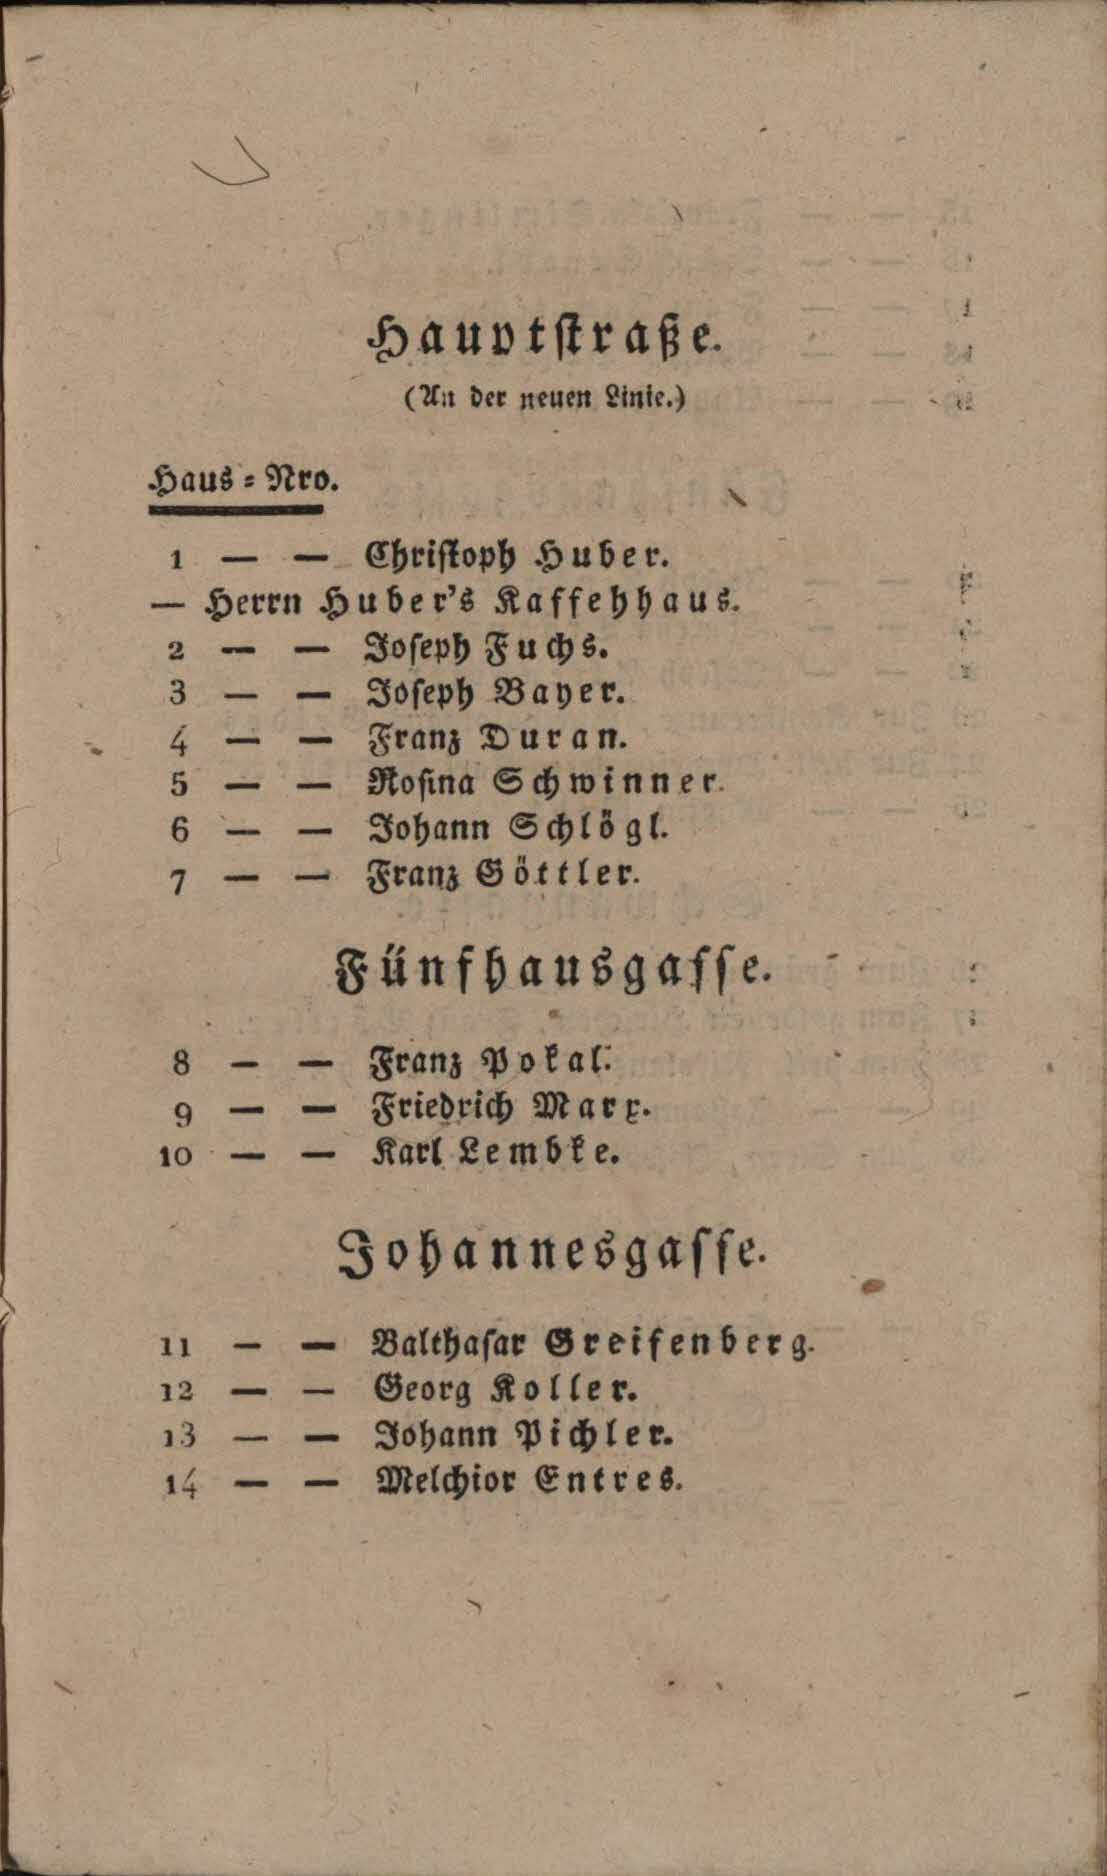 Hauptstraße.
(An der neuen Linie.)
Haus-Nro.
1 — — Christoph Huber.
— Herrn Huber's Kaffehhaus.
2 — — Joseph Fuchs.
3 — — Joseph Bayer.
4 — — Franz Duran.
5 — — Rosina Schwinner.
6 — — Johann Schlögl.
7 — — Franz Göttler.
Fünfhausgasse.
8 — — Franz Pokal.
9 — — Friedrich Marx.
10 — — Karl Lembke.
Johannesgasse.
11 — — Balthasar Greifenberg.
12 — — Georg Koller.
13 — — Johann Pichler.
14 — — Melchior Entres.